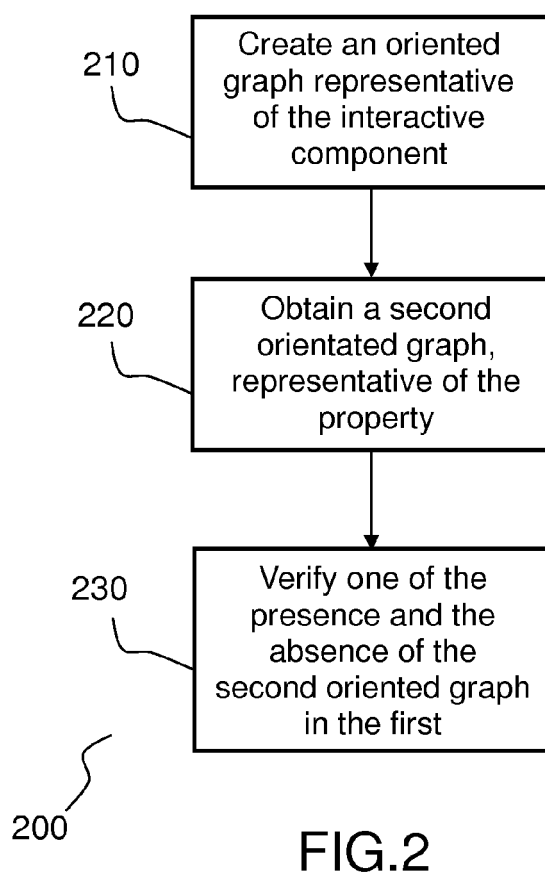 210
Create an oriented
graph representative
of the interactive
component
220
Obtain a second
orientated graph,
representative of the
property
230
Verify one of the
presence and the
absence of the
second oriented graph
in the first
200
FIG.2